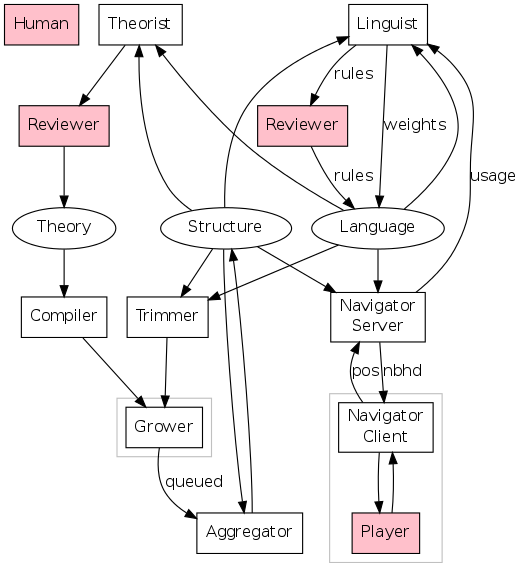 Human
Theorist
Linguist
rules
Reviewer
Reviewer
weights
rules
usage
Theory
Structure
Language
Compiler
Trimmer
Navigator
Server
pos
nbhd
Grower
Navigator
Client
queued
Aggregator
Player